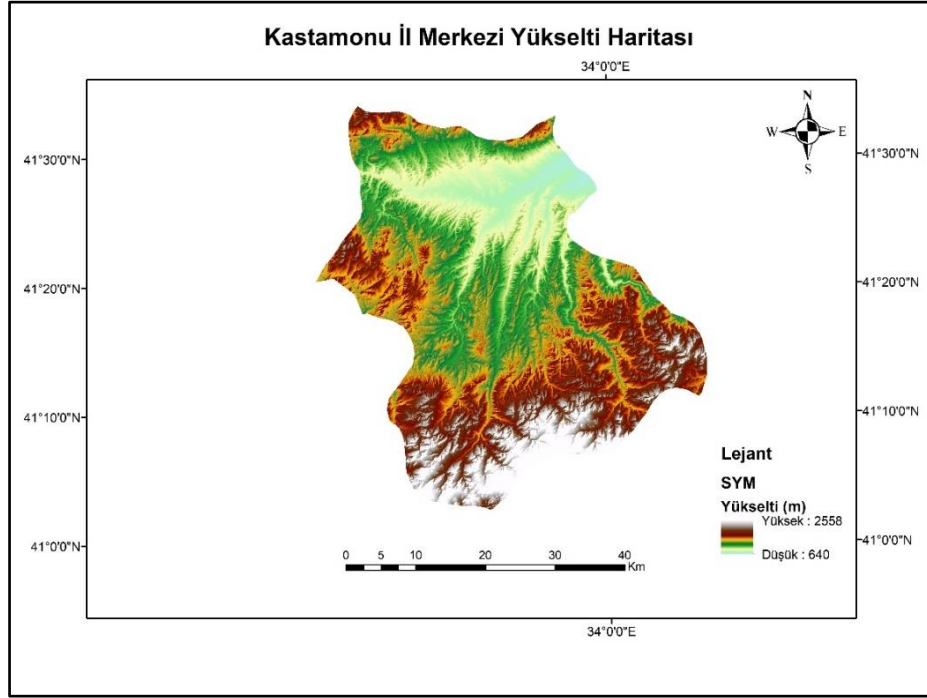 Kastamonu İl Merkezi Yükselti Haritası
34°0'0"E
N
W E
S
41°30'0"N 41°30'0"N
41°20'0"N 41°20'0"N
41°10'0"N 41°10'0"N
41°0'0"N 41°0'0"N
Lejant
SYM
Yükselti (m)
Yüksek : 2558
Düşük : 640
0 5 10 20 30 40
Km
34°0'0"E